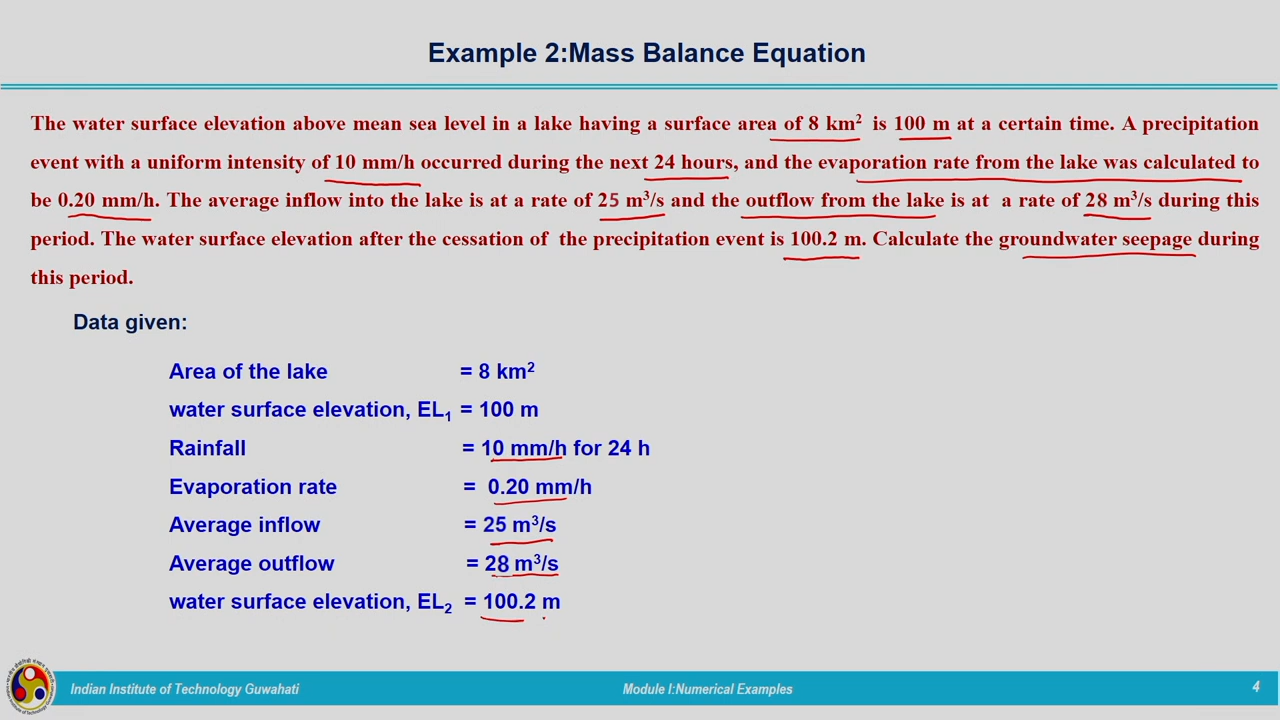 Example 2:Mass Balance Equation
The water surface elevation above mean sea level in a lake having a surface area of 8 km² is 100 m at a certain time. A precipitation
event with a uniform intensity of 10 mm/h occurred during the next 24 hours, and the evaporation rate from the lake was calculated to
be 0.20 mm/h. The average inflow into the lake is at a rate of 25 m³/s and the outflow from the lake is at a rate of 28 m³/s during this
period. The water surface elevation after the cessation of the precipitation event is 100.2 m. Calculate the groundwater seepage during
this period.
Data given:
Area of the lake = 8 km²
water surface elevation, EL₁ = 100 m
Rainfall = 10 mm/h for 24 h
Evaporation rate = 0.20 mm/h
Average inflow = 25 m³/s
Average outflow = 28 m³/s
water surface elevation, EL₂ = 100.2 m
Indian Institute of Technology Guwahati Module I:Numerical Examples 4